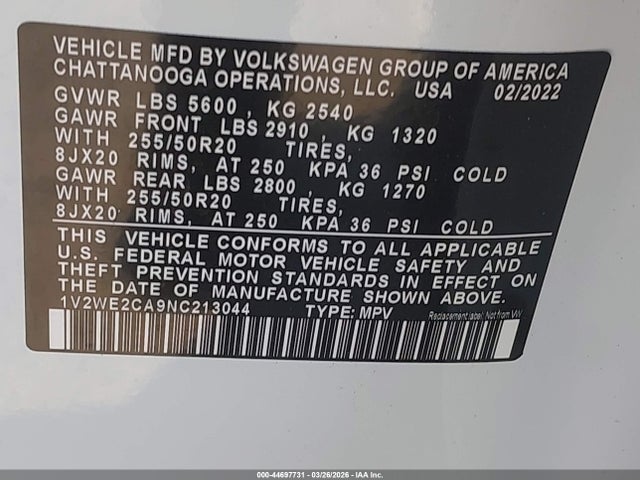 VEHICLE MFD BY VOLKSWAGEN GROUP OF AMERICA
CHATTANOOGA OPERATIONS, LLC. USA 02/2022
GVWR LBS 5600, KG 2540
GAWR FRONT LBS 2910, KG 1320
WITH 255/50R20 TIRES,
8JX20 RIMS, AT 250 KPA 36 PSI COLD
GAWR REAR LBS 2800, KG 1270
WITH 255/50R20 TIRES,
8JX20 RIMS, AT 250 KPA 36 PSI COLD
THIS VEHICLE CONFORMS TO ALL APPLICABLE
U.S. FEDERAL MOTOR VEHICLE SAFETY AND
THEFT PREVENTION STANDARDS IN EFFECT ON
THE DATE OF MANUFACTURE SHOWN ABOVE
1V2WE2CA9NC213044 TYPE: MPV Replacement label: Not from VW
000-44697731 - 03/26/2026 - IAA Inc.